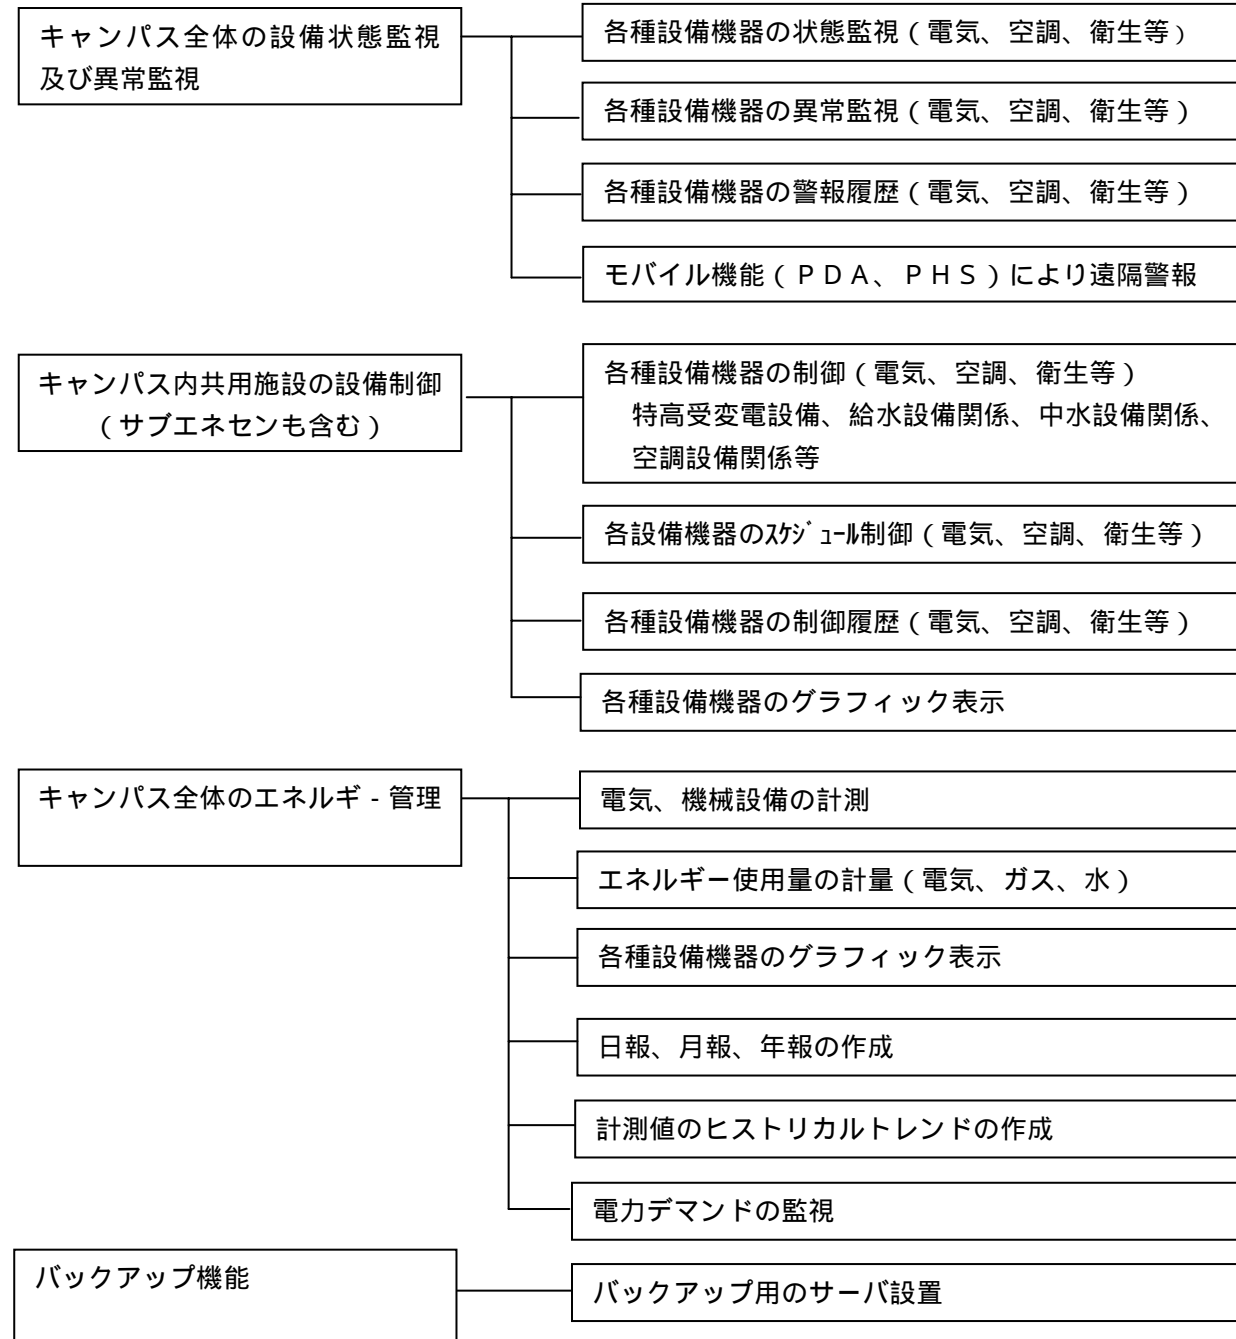 キャンパス全体の設備状態監視
及び異常監視
各種設備機器の状態監視（電気、空調、衛生等）
各種設備機器の異常監視（電気、空調、衛生等）
各種設備機器の警報履歴（電気、空調、衛生等）
モバイル機能（ＰＤＡ、ＰＨＳ）により遠隔警報
キャンパス内共用施設の設備制御
（サブエネセンも含む）
各種設備機器の制御（電気、空調、衛生等）
特高受変電設備、給水設備関係、中水設備関係、
空調設備関係等
各設備機器のｽｹｼﾞｭｰﾙ制御（電気、空調、衛生等）
各種設備機器の制御履歴（電気、空調、衛生等）
各種設備機器のグラフィック表示
キャンパス全体のエネルギ‐管理
電気、機械設備の計測
エネルギー使用量の計量（電気、ガス、水）
各種設備機器のグラフィック表示
日報、月報、年報の作成
計測値のヒストリカルトレンドの作成
電力デマンドの監視
バックアップ機能
バックアップ用のサーバ設置